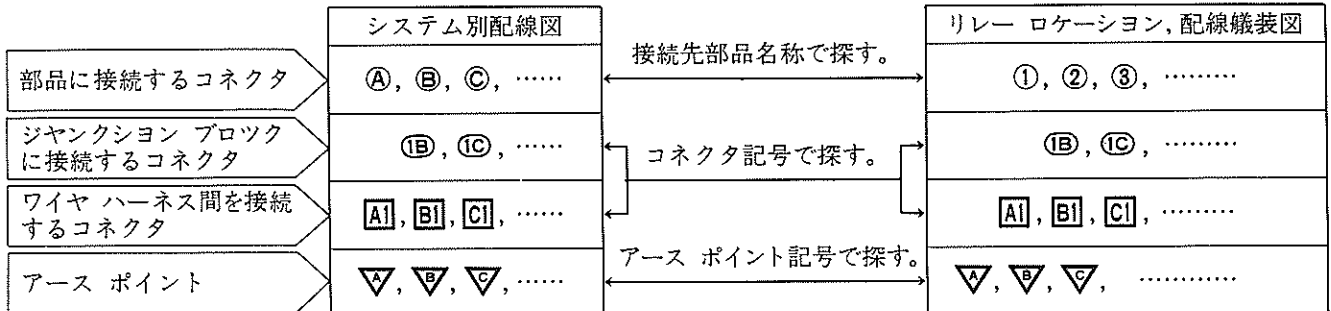 システム別配線図
リレー ロケーション, 配線艤装図
部品に接続するコネクタ
Ⓐ, Ⓑ, Ⓒ, ……
接続先部品名称で探す。
①, ②, ③, ………
ジヤンクシヨン ブロツク
に接続するコネクタ
1B, 1C, ……
コネクタ記号で探す。
1B, 1C, ………
ワイヤ ハーネス間を接続
するコネクタ
A1, B1, C1, ……
A1, B1, C1, ………
アース ポイント
A, B, C, ……
アース ポイント記号で探す。
A, B, C, …………